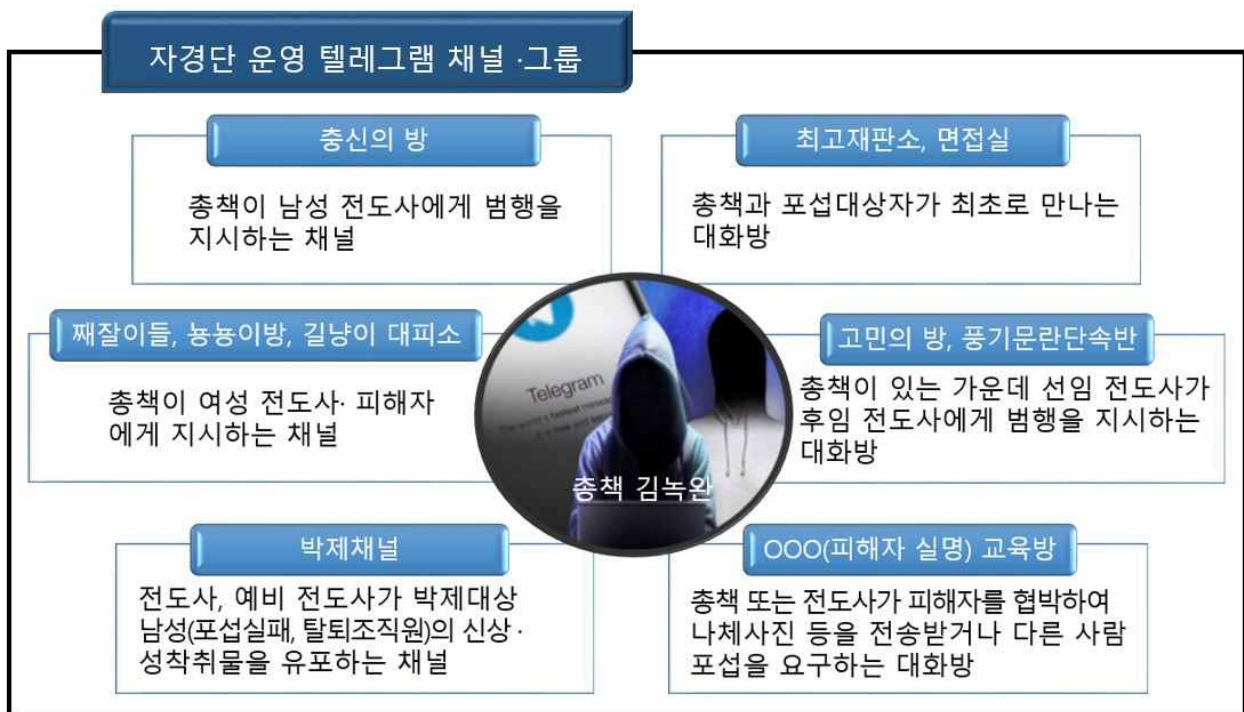 자경단 운영 텔레그램 채널 ·그룹
충신의 방
총책이 남성 전도사에게 범행을
지시하는 채널
최고재판소, 면접실
총책과 포섭대상자가 최초로 만나는
대화방
째잘이들, 뇽뇽이방, 길냥이 대피소
총책이 여성 전도사· 피해자
에게 지시하는 채널
고민의 방, 풍기문란단속반
총책이 있는 가운데 선임 전도사가
후임 전도사에게 범행을 지시하는
대화방
Telegram
총책 김녹완
박제채널
전도사, 예비 전도사가 박제대상
남성(포섭실패, 탈퇴조직원)의 신상 ·
성착취물을 유포하는 채널
OOO(피해자 실명) 교육방
총책 또는 전도사가 피해자를 협박하여
나체사진 등을 전송받거나 다른 사람
포섭을 요구하는 대화방